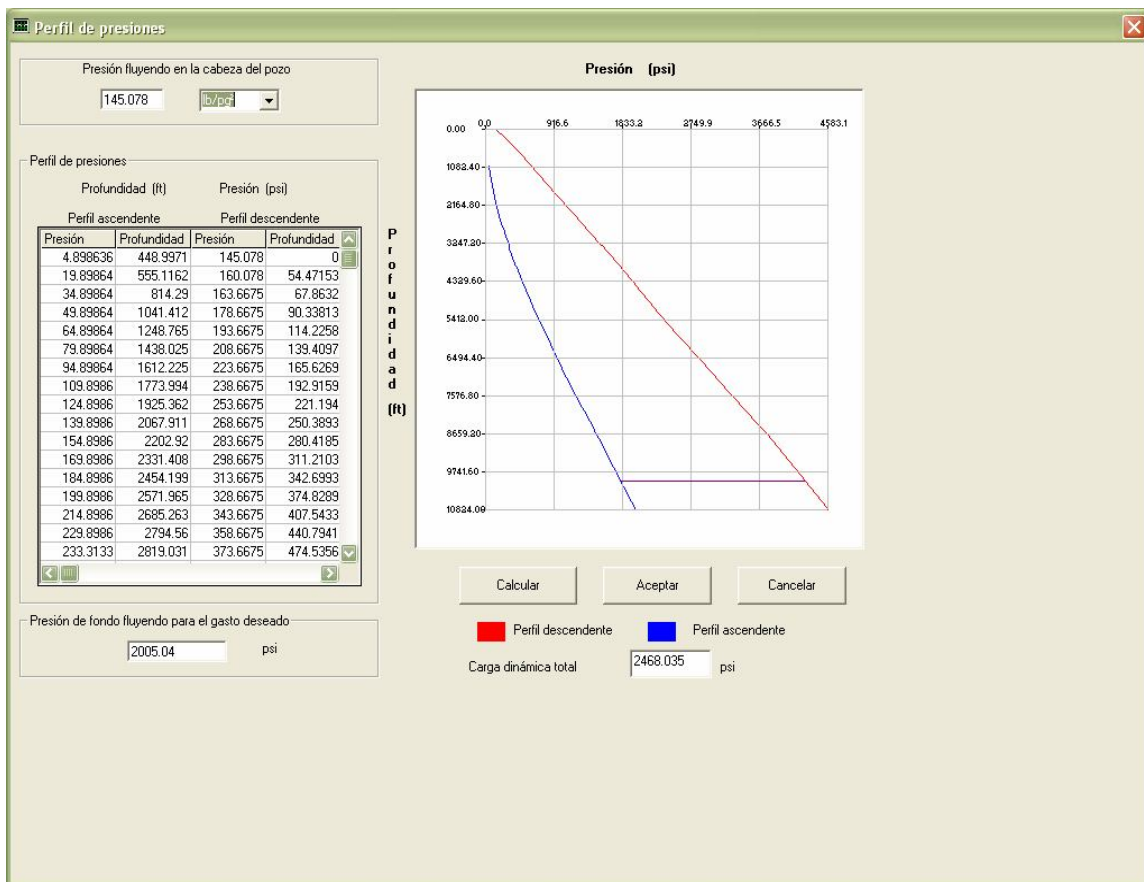 Perfil de presiones
Presión fluyendo en la cabeza del pozo
145.078 lb/pg²
Perfil de presiones
Profundidad (ft) Presión (psi)
Perfil ascendente Perfil descendente
Presión Profundidad Presión Profundidad
4.898636 448.9971 145.078 0
19.89864 555.1162 160.078 54.47153
34.89864 814.29 163.6675 67.8632
49.89864 1041.412 178.6675 90.33813
64.89864 1248.765 193.6675 114.2258
79.89864 1438.025 208.6675 139.4097
94.89864 1612.225 223.6675 165.6269
109.8986 1773.994 238.6675 192.9159
124.8986 1925.362 253.6675 221.194
139.8986 2067.911 268.6675 250.3893
154.8986 2202.92 283.6675 280.4185
169.8986 2331.408 298.6675 311.2103
184.8986 2454.199 313.6675 342.6993
199.8986 2571.965 328.6675 374.8289
214.8986 2685.263 343.6675 407.5433
229.8986 2794.56 358.6675 440.7941
233.3133 2819.031 373.6675 474.5356
Presión de fondo fluyendo para el gasto deseado
2005.04 psi
Presión (psi)
0.0 916.6 1833.2 2749.9 3666.5 4583.1
0.00
1082.40
2164.80
3247.20
4329.60
5412.00
6494.40
7576.80
8659.20
9741.60
10824.00
Profundidad
(ft)
Calcular Aceptar Cancelar
Perfil descendente Perfil ascendente
Carga dinámica total 2468.035 psi